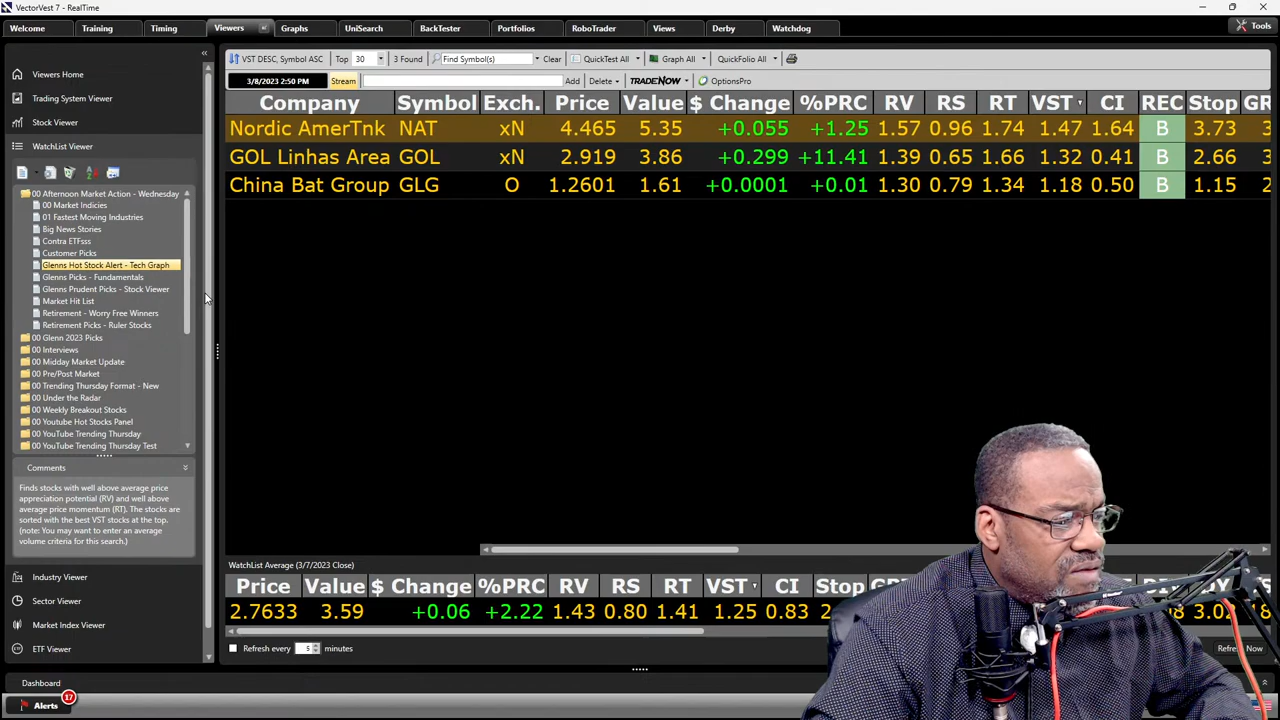 VectorVest 7 - RealTime
Welcome Training Timing Viewers Graphs UniSearch BackTester Portfolios RoboTrader Views Derby Watchdog Tools
VST DESC, Symbol ASC Top 30 3 Found Find Symbol(s) Clear QuickTest All Graph All QuickFolio All
3/8/2023 2:50 PM Stream Add Delete TRADENOW OptionsPro
Viewers Home
Trading System Viewer
Stock Viewer
WatchList Viewer
00 Afternoon Market Action - Wednesday
00 Market Indicies
01 Fastest Moving Industries
Big News Stories
Contra ETFsss
Customer Picks
Glenns Hot Stock Alert - Tech Graph
Glenns Picks - Fundamentals
Glenns Prudent Picks - Stock Viewer
Market Hit List
Retirement - Worry Free Winners
Retirement Picks - Ruler Stocks
00 Glenn 2023 Picks
00 Interviews
00 Midday Market Update
00 Pre/Post Market
00 Trending Thursday Format - New
00 Under the Radar
00 Weekly Breakout Stocks
00 Youtube Hot Stocks Panel
00 YouTube Trending Thursday
00 YouTube Trending Thursday Test
Comments
Finds stocks with well above average price
appreciation potential (RV) and well above
average price momentum (RT). The stocks are
sorted with the best VST stocks at the top.
(note: You may want to enter an average
volume criteria for this search.)
Industry Viewer
Sector Viewer
Market Index Viewer
ETF Viewer
Company Symbol Exch. Price Value $ Change %PRC RV RS RT VST CI REC Stop
Nordic AmerTnk NAT xN 4.465 5.35 +0.055 +1.25 1.57 0.96 1.74 1.47 1.64 B 3.73
GOL Linhas Area GOL xN 2.919 3.86 +0.299 +11.41 1.39 0.65 1.66 1.32 0.41 B 2.66
China Bat Group GLG O 1.2601 1.61 +0.0001 +0.01 1.30 0.79 1.34 1.18 0.50 B 1.15
WatchList Average (3/7/2023 Close)
Price Value $ Change %PRC RV RS RT VST CI Stop
2.7633 3.59 +0.06 +2.22 1.43 0.80 1.41 1.25 0.83
Refresh every 5 minutes
Dashboard
Alerts 17